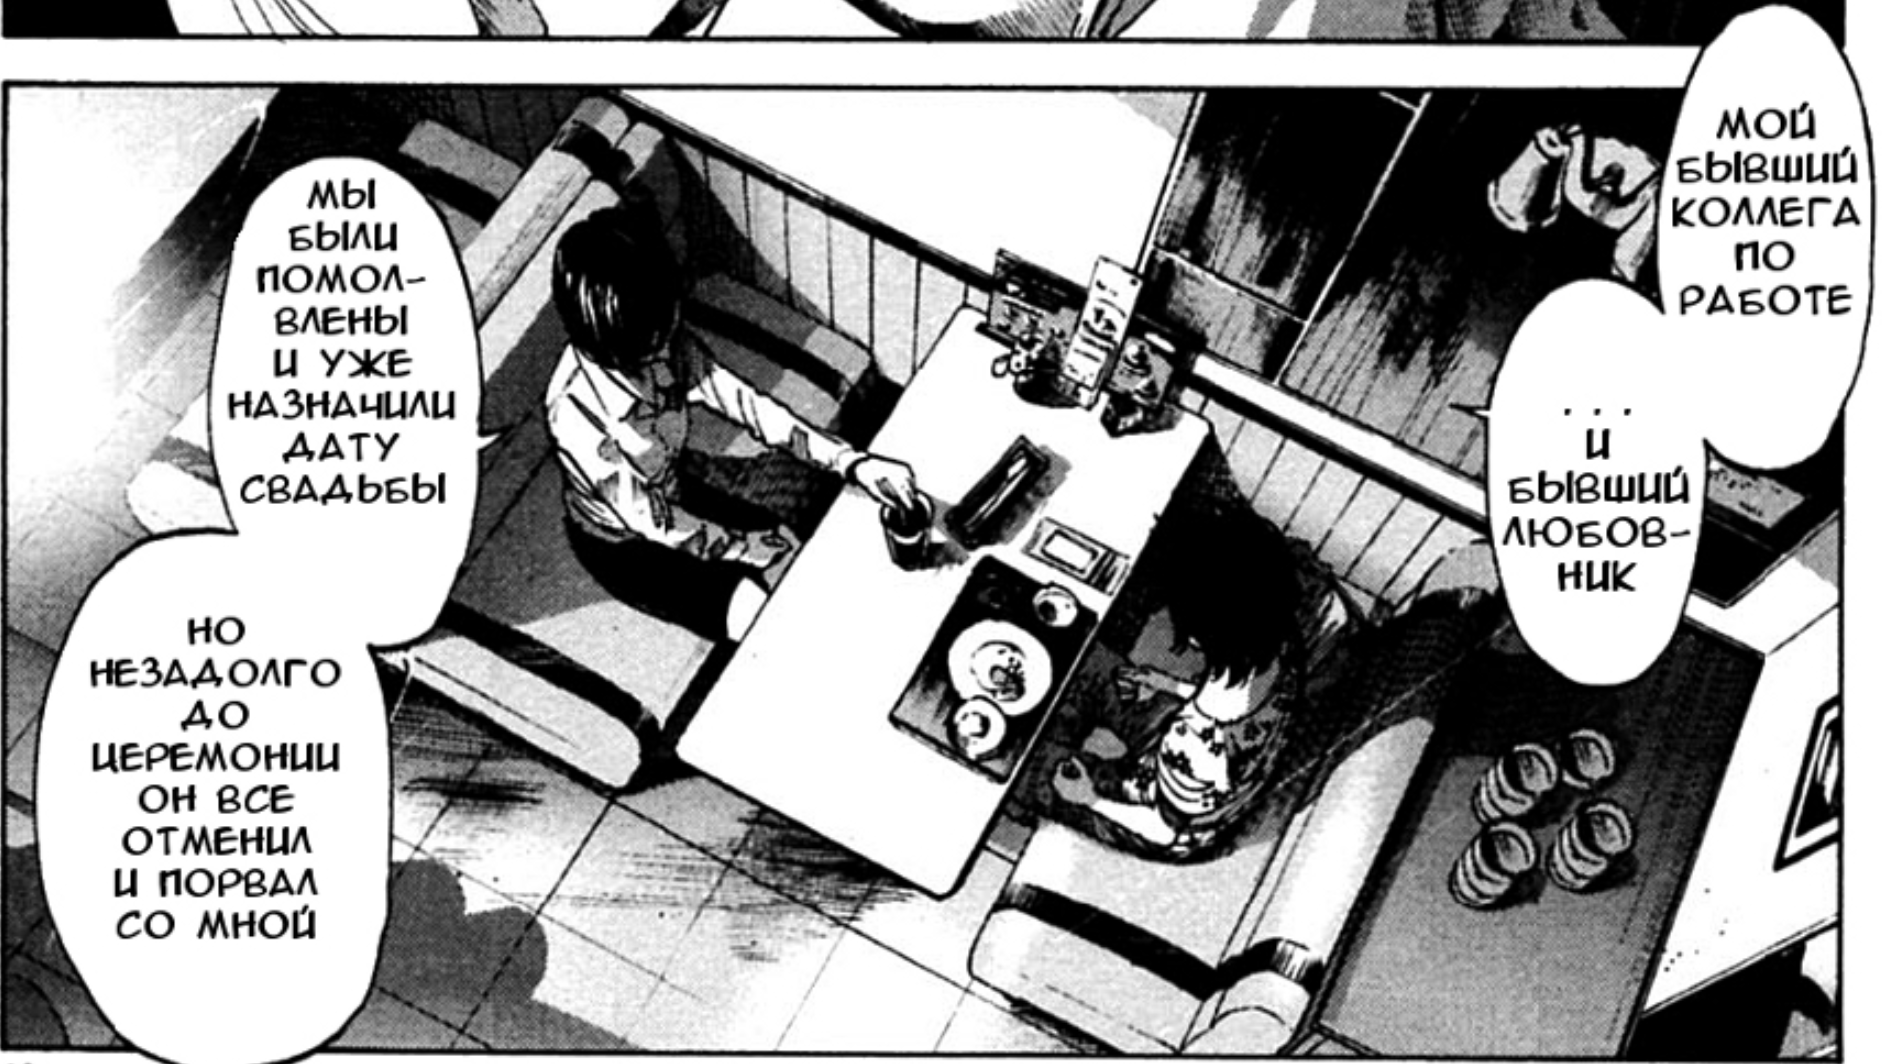 МОЙ
БЫВШИЙ
КОЛЛЕГА
ПО
РАБОТЕ
...
И
БЫВШИЙ
ЛЮБОВ-
НИК
МЫ
БЫЛИ
ПОМОЛ-
ВЛЕНЫ
И УЖЕ
НАЗНАЧИЛИ
ДАТУ
СВАДЬБЫ
НО
НЕЗАДОЛГО
ДО
ЦЕРЕМОНИИ
ОН ВСЕ
ОТМЕНИЛ
И ПОРВАЛ
СО МНОЙ